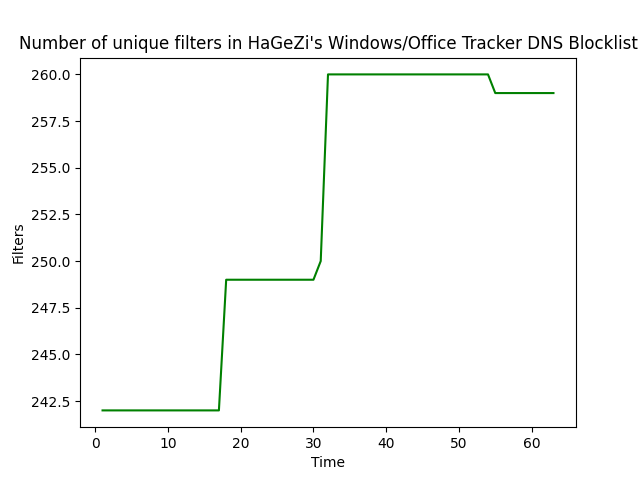 Number of unique filters in HaGeZi's Windows/Office Tracker DNS Blocklist
260.0
257.5
255.0
252.5
250.0
247.5
245.0
242.5
Filters
0 10 20 30 40 50 60
Time